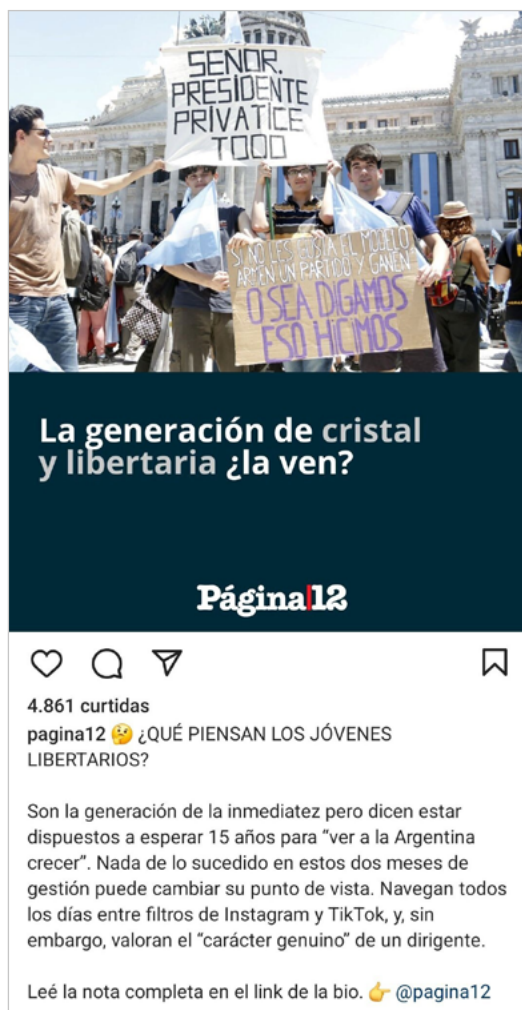 SEÑOR.
PRESIDENTE
PRIVATICE
TODO
SI NO LES GUSTA EL MODELO
ARMEN UN PARTIDO Y GANEN
O SEA DIGAMOS
ESO HICIMOS
La generación de cristal
y libertaria ¿la ven?
Página|12
4.861 curtidas
pagina12 🤔 ¿QUÉ PIENSAN LOS JÓVENES
LIBERTARIOS?
Son la generación de la inmediatez pero dicen estar
dispuestos a esperar 15 años para “ver a la Argentina
crecer”. Nada de lo sucedido en estos dos meses de
gestión puede cambiar su punto de vista. Navegan todos
los días entre filtros de Instagram y TikTok, y, sin
embargo, valoran el “carácter genuino” de un dirigente.
Leé la nota completa en el link de la bio. 👉 @pagina12